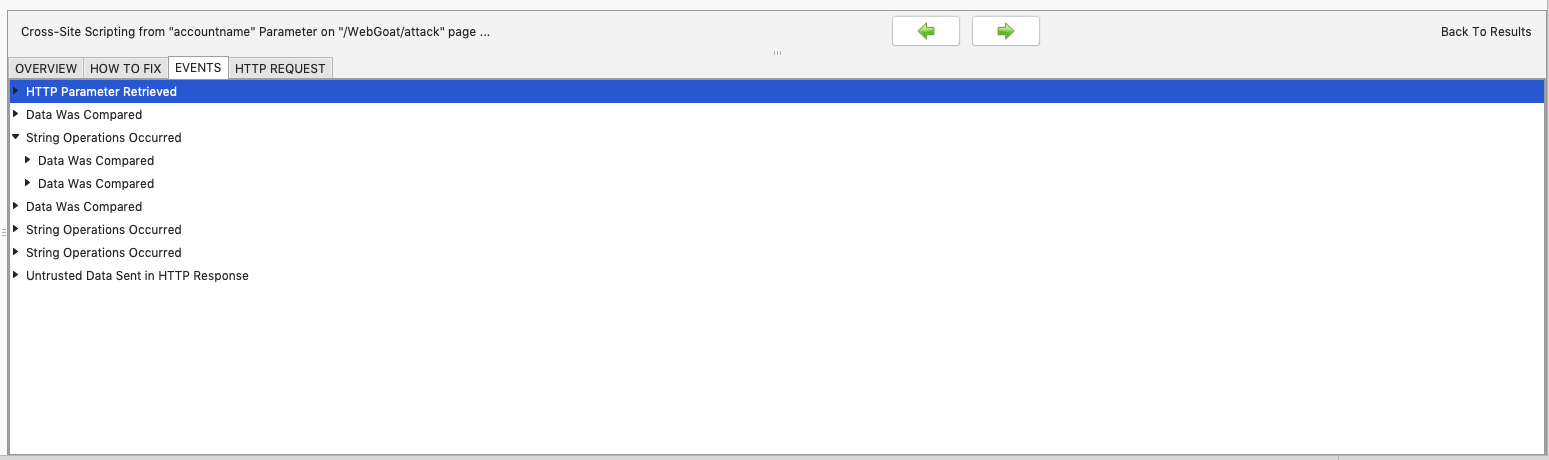 Cross-Site Scripting from "accountname" Parameter on "/WebGoat/attack" page ...
Back To Results
OVERVIEW
HOW TO FIX
EVENTS
HTTP REQUEST
HTTP Parameter Retrieved
Data Was Compared
String Operations Occurred
Data Was Compared
Data Was Compared
Data Was Compared
String Operations Occurred
String Operations Occurred
Untrusted Data Sent in HTTP Response